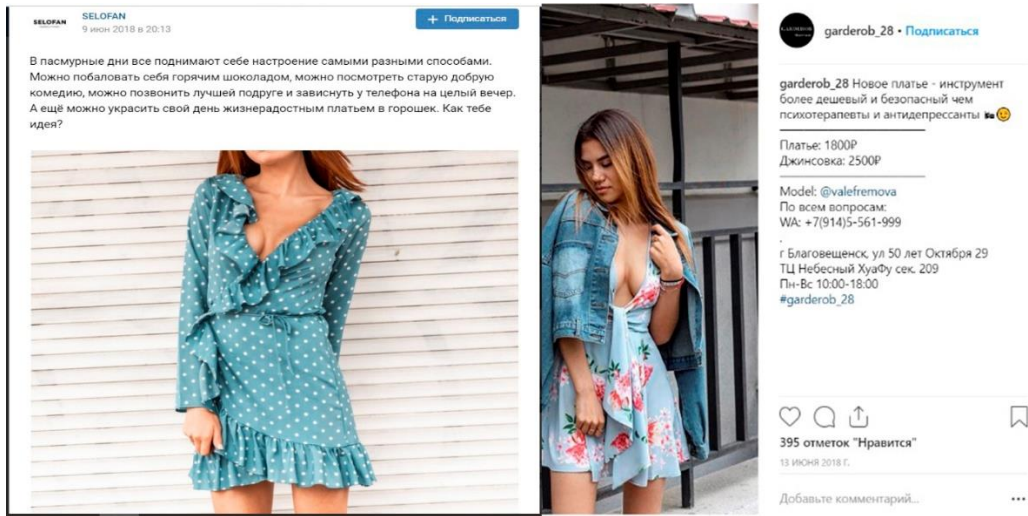 SELOFAN
SELOFAN
9 июн 2018 в 20:13
+ Подписаться
В пасмурные дни все поднимают себе настроение самыми разными способами.
Можно побаловать себя горячим шоколадом, можно посмотреть старую добрую
комедию, можно позвонить лучшей подруге и зависнуть у телефона на целый вечер.
А ещё можно украсить свой день жизнерадостным платьем в горошек. Как тебе
идея?
garderob_28 • Подписаться
garderob_28 Новое платье - инструмент
более дешевый и безопасный чем
психотерапевты и антидепрессанты
Платье: 1800₽
Джинсовка: 2500₽
Model: @valefremova
По всем вопросам:
WA: +7(914)5-561-999
.
г Благовещенск, ул 50 лет Октября 29
ТЦ Небесный ХуаФу сек. 209
Пн-Вс 10:00-18:00
#garderob_28
395 отметок "Нравится"
13 ИЮНЯ 2018 Г.
Добавьте комментарий...